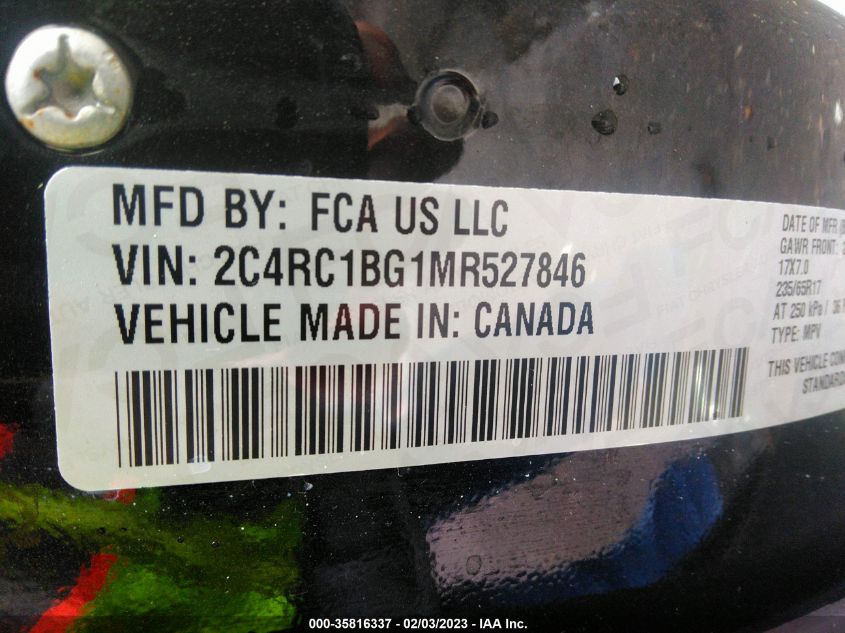 MFD BY: FCA US LLC
VIN: 2C4RC1BG1MR527846
VEHICLE MADE IN: CANADA
DATE OF MFR
GAWR FRONT:
17X7.0
235/65R17
AT 250 kPa / 36
TYPE: MPV
THIS VEHICLE
000-35816337 - 02/03/2023 - IAA Inc.